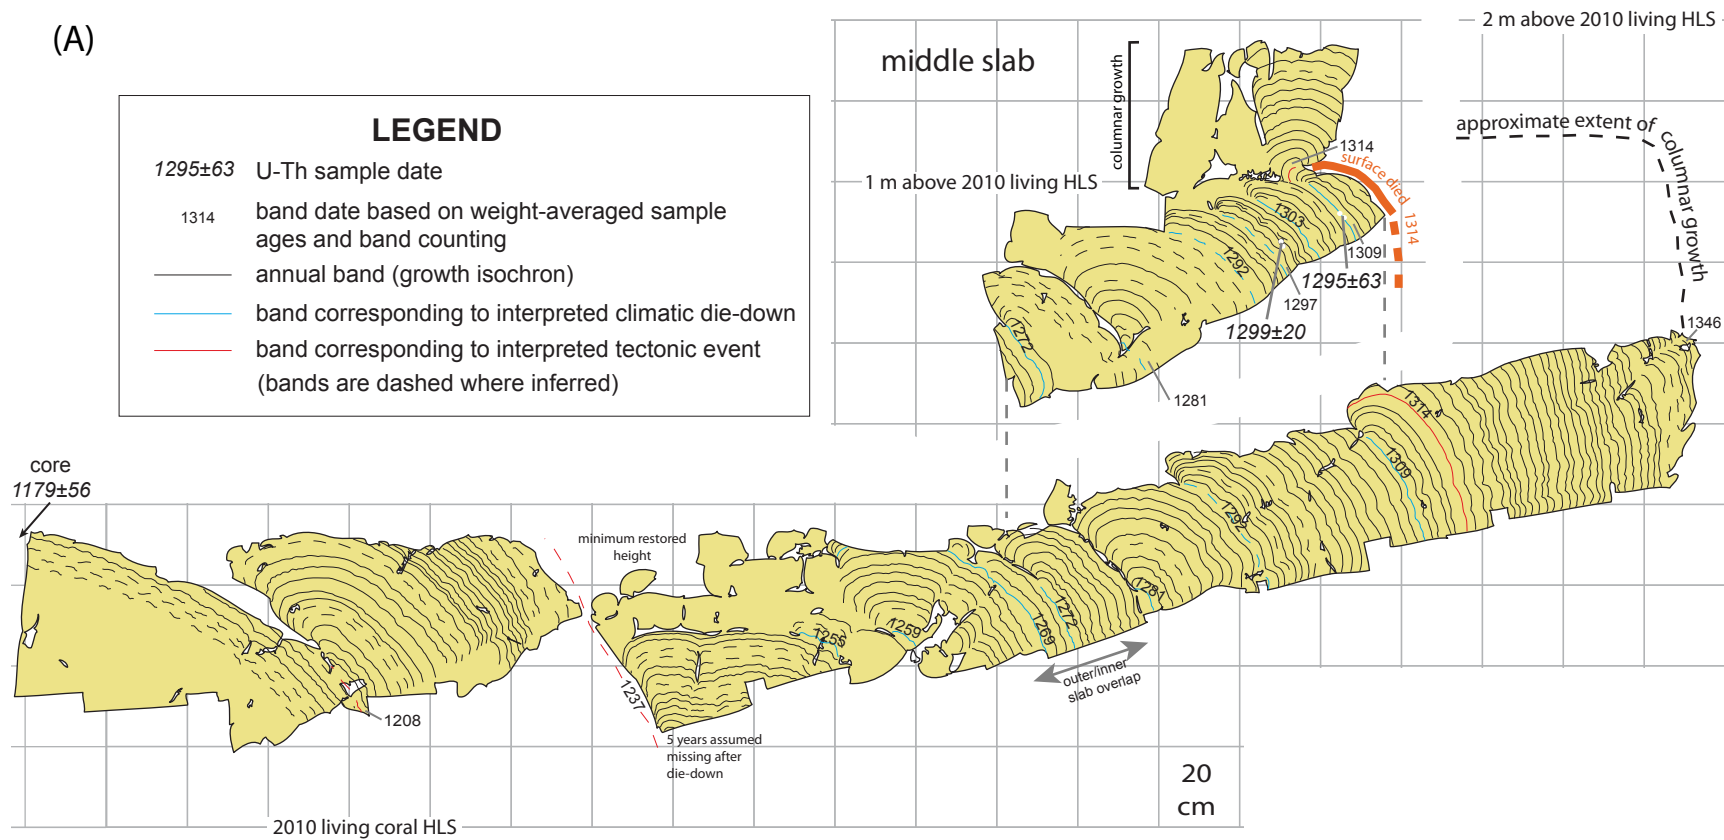 (A)
LEGEND
1295±63 U-Th sample date
1314 band date based on weight-averaged sample
ages and band counting
annual band (growth isochron)
band corresponding to interpreted climatic die-down
band corresponding to interpreted tectonic event
(bands are dashed where inferred)
middle slab
columnar growth
1 m above 2010 living HLS
2 m above 2010 living HLS
approximate extent of
columnar growth
1314
surface died 1314
1303
1309
1292
1295±63
1297
1299±20
1272
1281
1346
1314
1309
1292
1281
1272
1269
1259
1255
outer/inner
slab overlap
core
1179±56
minimum restored
height
1237
1208
5 years assumed
missing after
die-down
20
cm
2010 living coral HLS